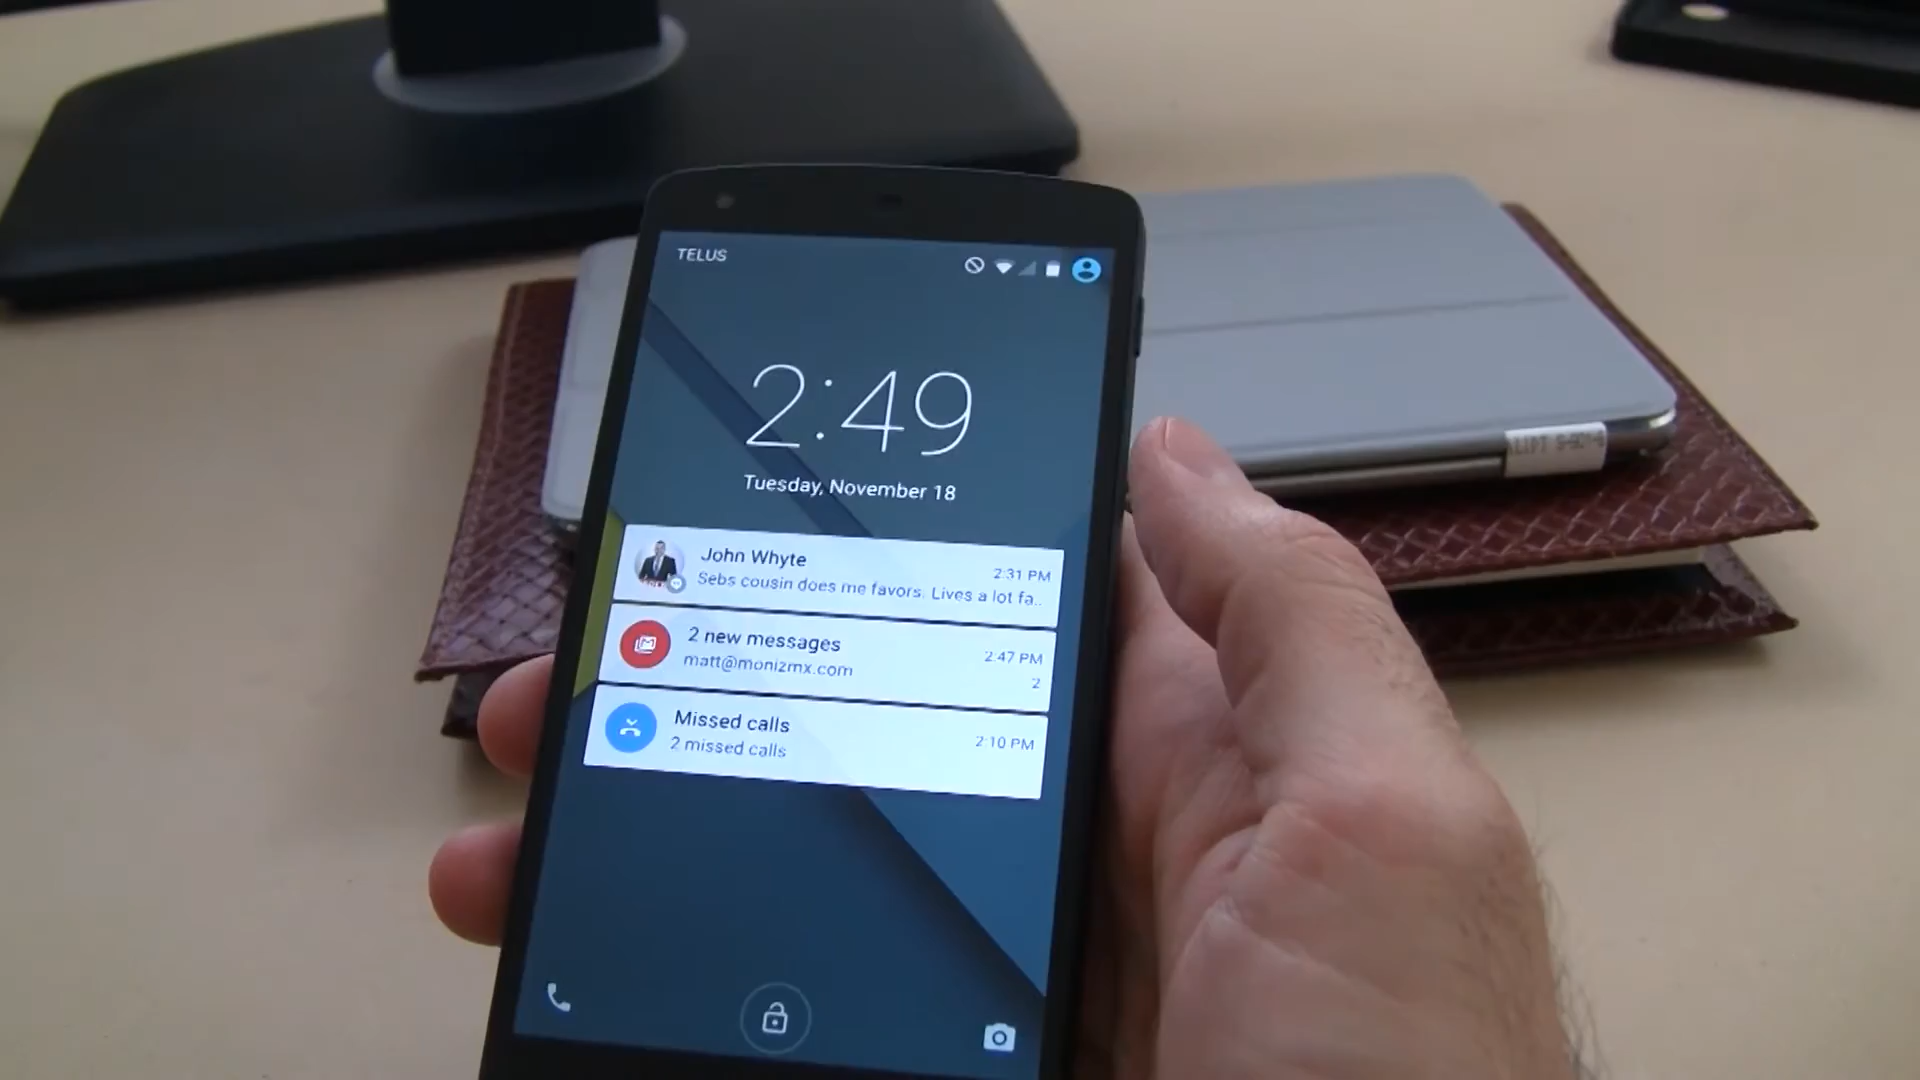 TELUS
2:49
Tuesday, November 18
John Whyte
2:31 PM
Sebs cousin does me favors. Lives a lot fa..
2 new messages
2:47 PM
matt@monizmx.com
2
Missed calls
2:10 PM
2 missed calls